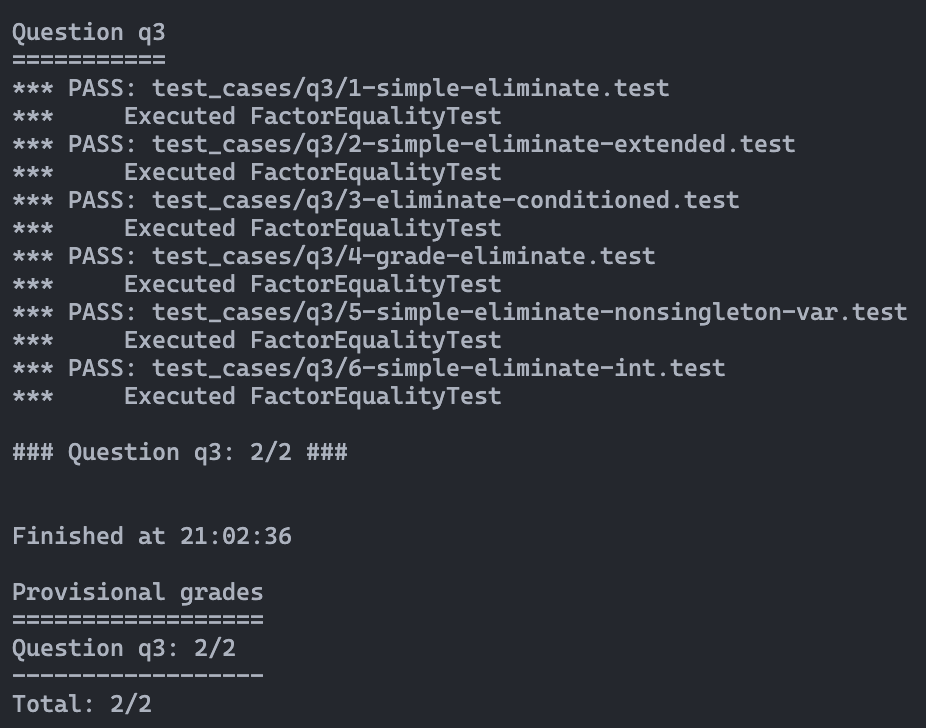 Question q3
===========
*** PASS: test_cases/q3/1-simple-eliminate.test
***     Executed FactorEqualityTest
*** PASS: test_cases/q3/2-simple-eliminate-extended.test
***     Executed FactorEqualityTest
*** PASS: test_cases/q3/3-eliminate-conditioned.test
***     Executed FactorEqualityTest
*** PASS: test_cases/q3/4-grade-eliminate.test
***     Executed FactorEqualityTest
*** PASS: test_cases/q3/5-simple-eliminate-nonsingleton-var.test
***     Executed FactorEqualityTest
*** PASS: test_cases/q3/6-simple-eliminate-int.test
***     Executed FactorEqualityTest
### Question q3: 2/2 ###
Finished at 21:02:36
Provisional grades
==================
Question q3: 2/2
------------------
Total: 2/2